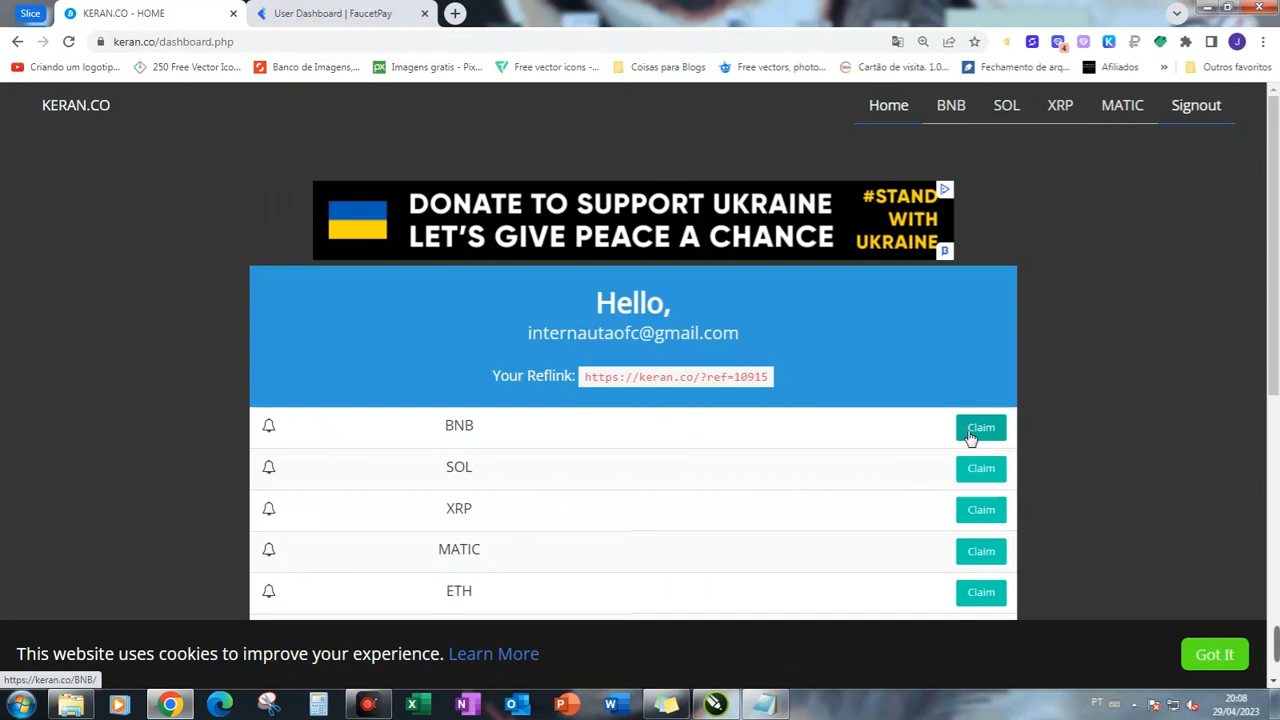 Slice
KERAN.CO - HOME
User Dashboard | FaucetPay
keran.co/dashboard.php
4
J
Criando um logotip...
250 Free Vector Ico...
Banco de Imagens,...
Imagens gratis - Pix...
Free vector icons -...
Coisas para Blogs
Free vectors, photo...
Cartão de visita. 1.0...
Fechamento de arq...
Afiliados
»
Outros favoritos
KERAN.CO
Home
BNB
SOL
XRP
MATIC
Signout
DONATE TO SUPPORT UKRAINE
LET'S GIVE PEACE A CHANCE
#STAND
WITH
UKRAINE
Hello,
internautaofc@gmail.com
Your Reflink: https://keran.co/?ref=10915
BNB Claim
SOL Claim
XRP Claim
MATIC Claim
ETH Claim
This website uses cookies to improve your experience. Learn More
Got It
https://keran.co/BNB/
PT
20:08
29/04/2023